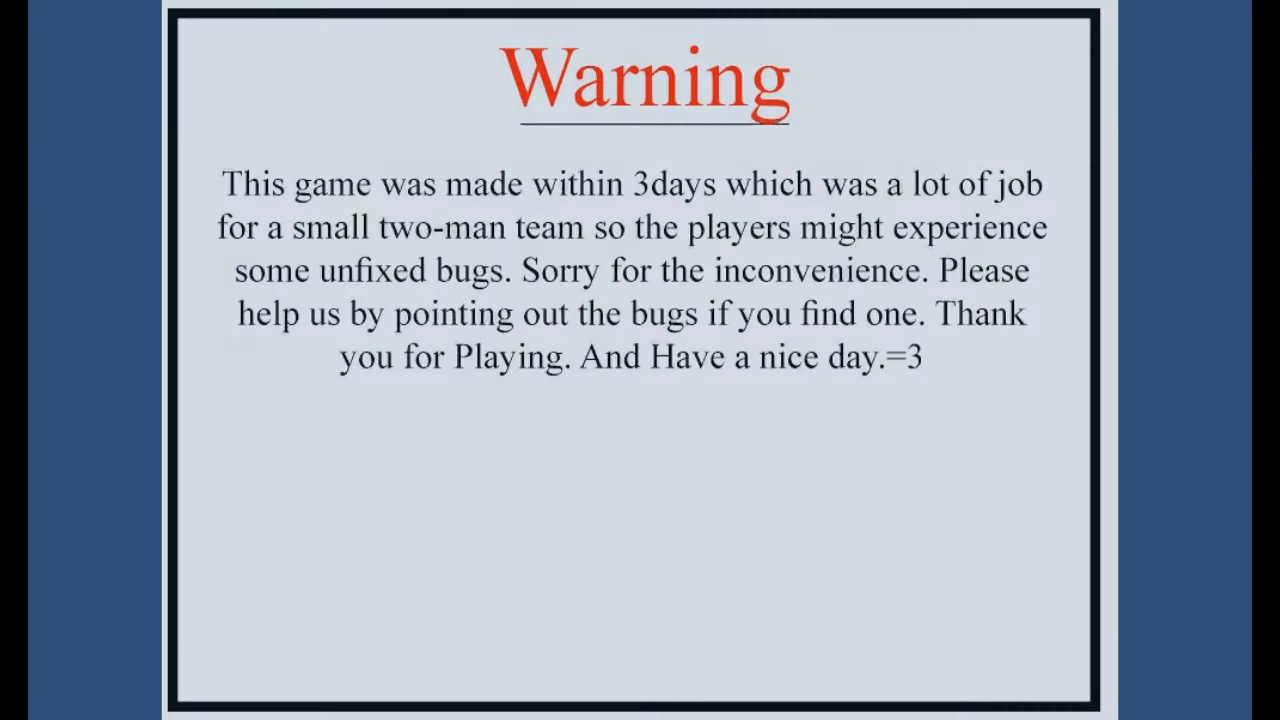 Warning
This game was made within 3days which was a lot of job
for a small two-man team so the players might experience
some unfixed bugs. Sorry for the inconvenience. Please
help us by pointing out the bugs if you find one. Thank
you for Playing. And Have a nice day.=3